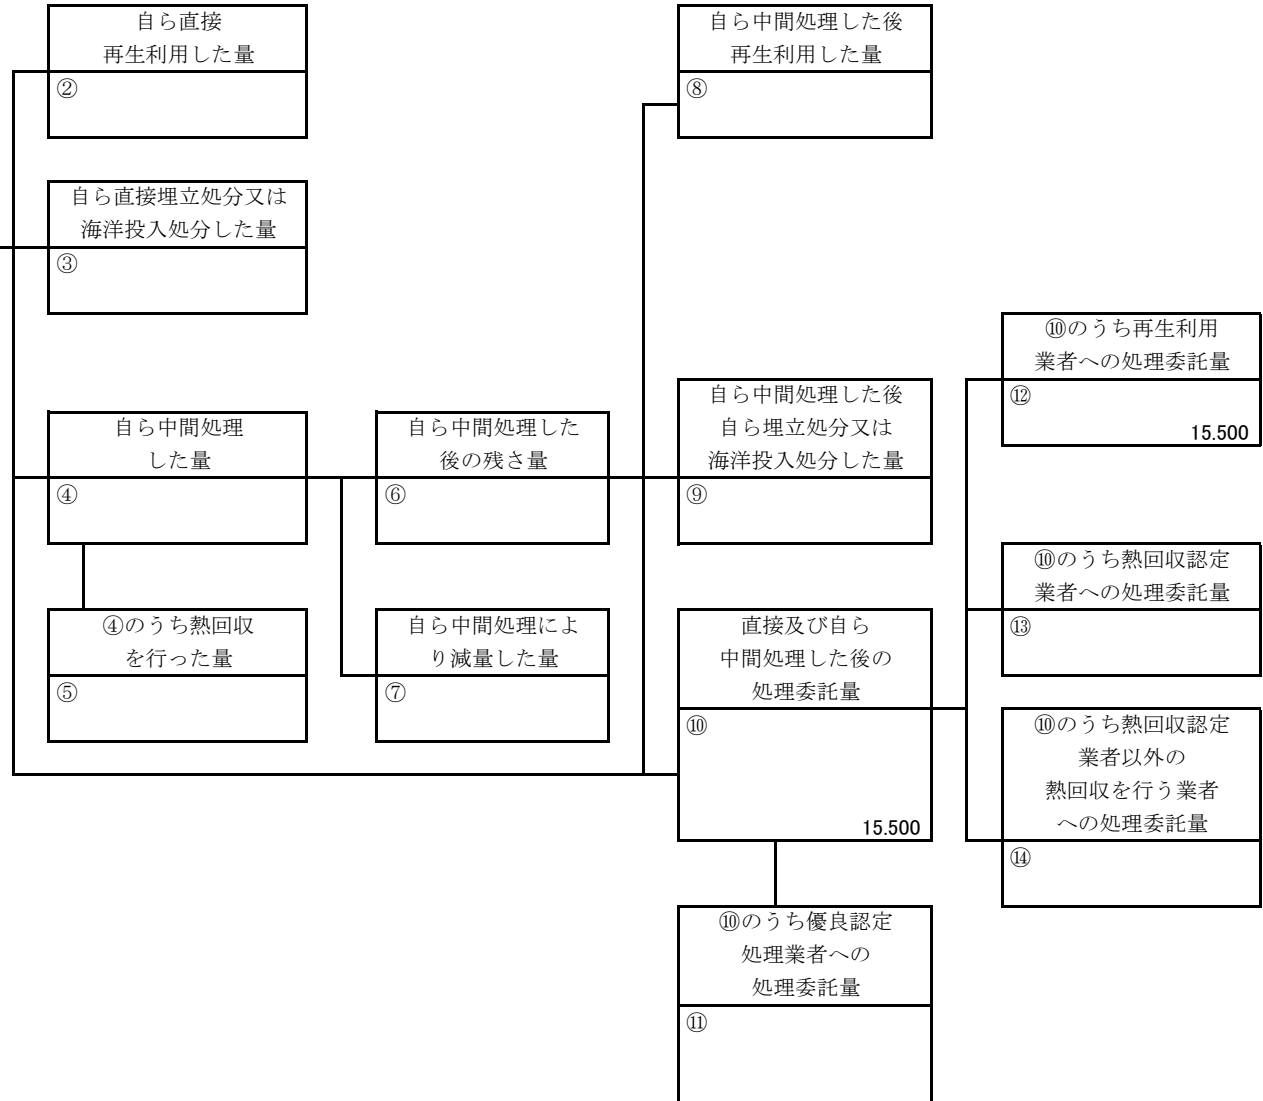 自ら直接
再生利用した量
②
自ら中間処理した後
再生利用した量
⑧
自ら直接埋立処分又は
海洋投入処分した量
③
⑩のうち再生利用
業者への処理委託量
⑫
15.500
自ら中間処理
した量
④
自ら中間処理した
後の残さ量
⑥
自ら中間処理した後
自ら埋立処分又は
海洋投入処分した量
⑨
⑩のうち熱回収認定
業者への処理委託量
⑬
④のうち熱回収
を行った量
⑤
自ら中間処理によ
り減量した量
⑦
直接及び自ら
中間処理した後の
処理委託量
⑩
15.500
⑩のうち熱回収認定
業者以外の
熱回収を行う業者
への処理委託量
⑭
⑩のうち優良認定
処理業者への
処理委託量
⑪